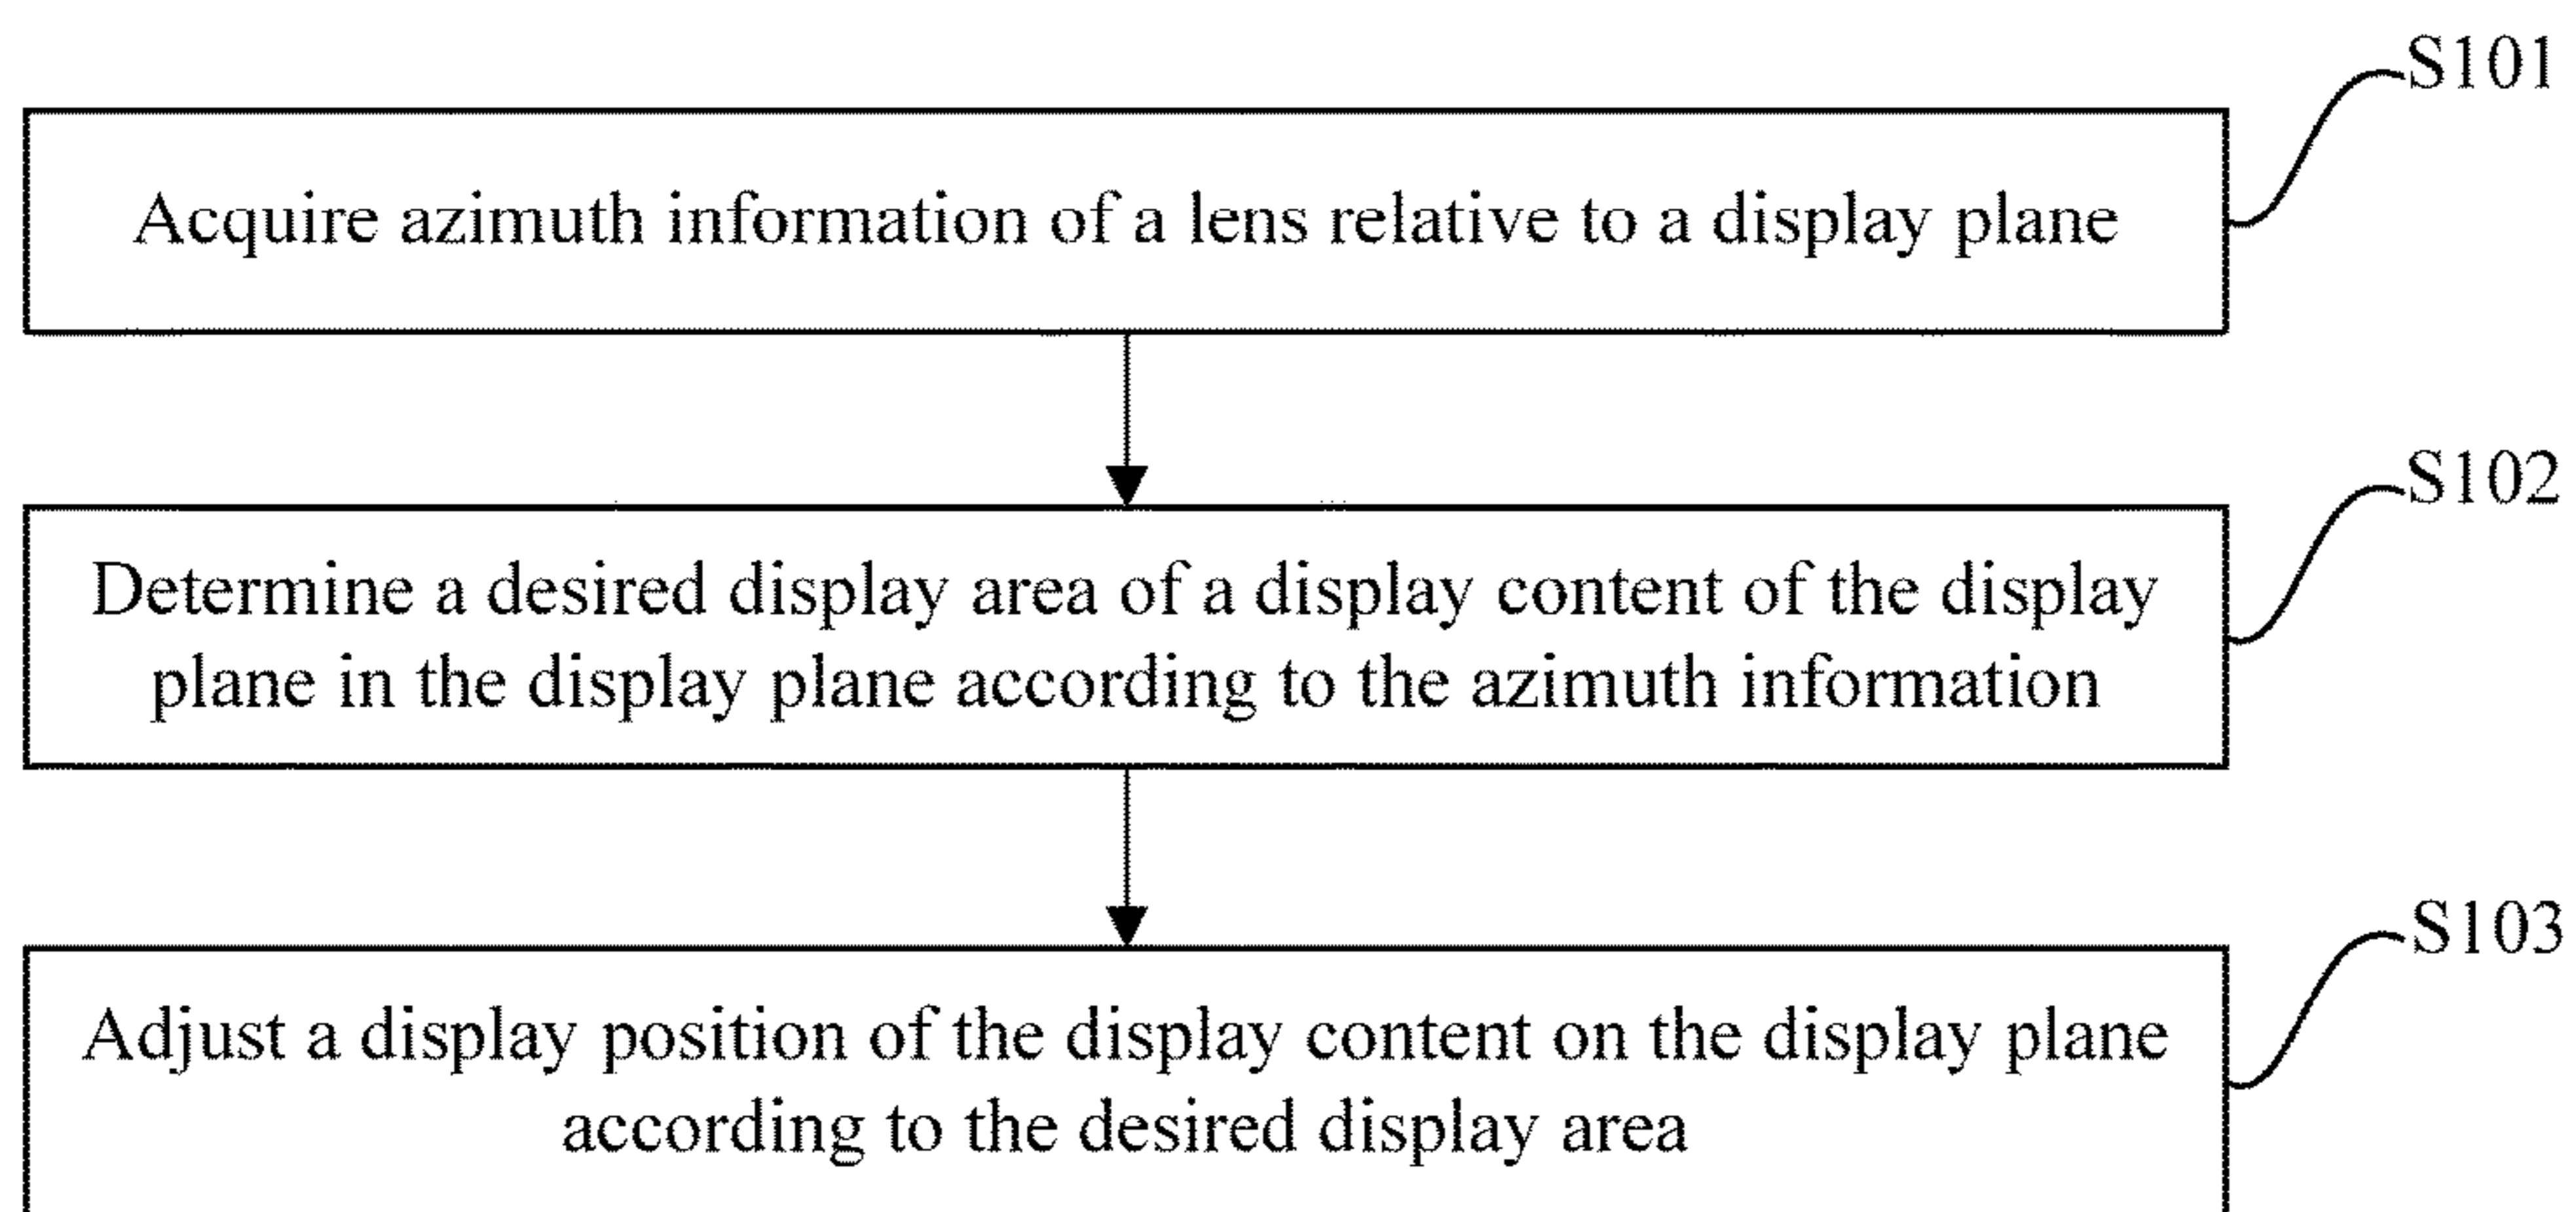 S101
Acquire azimuth information of a lens relative to a display plane
S102
Determine a desired display area of a display content of the display
plane in the display plane according to the azimuth information
S103
Adjust a display position of the display content on the display plane
according to the desired display area